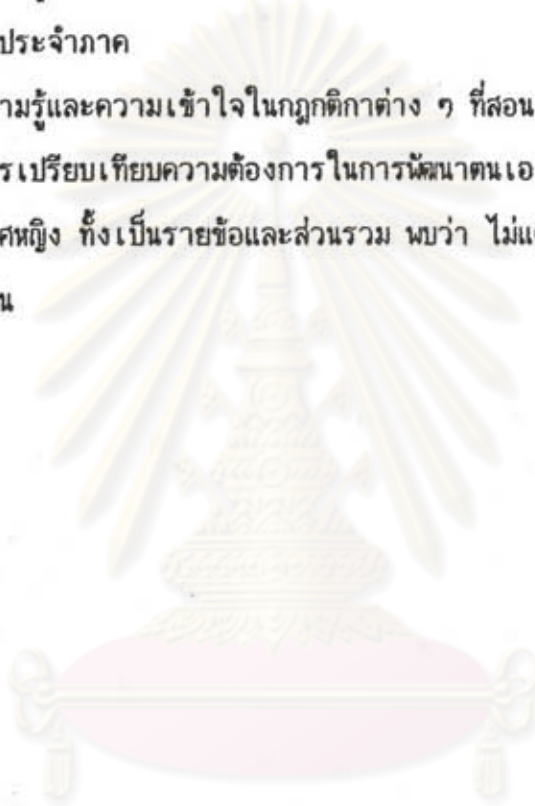 ประจำภาค
ามรู้และความเข้าใจในกฎกติกาต่าง ๆ ที่สอน
รเปรียบเทียบความต้องการในการพัฒนาตนเอ
ศหญิง ทั้งเป็นรายข้อและส่วนรวม พบว่า ไม่แ
น